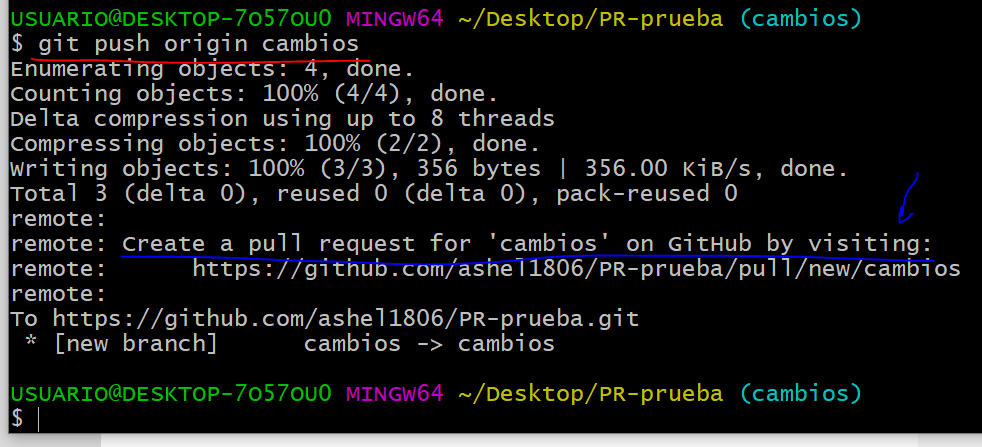 USUARIO@DESKTOP-7O57OU0 MINGW64 ~/Desktop/PR-prueba (cambios)
$ git push origin cambios
Enumerating objects: 4, done.
Counting objects: 100% (4/4), done.
Delta compression using up to 8 threads
Compressing objects: 100% (2/2), done.
Writing objects: 100% (3/3), 356 bytes | 356.00 KiB/s, done.
Total 3 (delta 0), reused 0 (delta 0), pack-reused 0
remote:
remote: Create a pull request for 'cambios' on GitHub by visiting:
remote:      https://github.com/ashel1806/PR-prueba/pull/new/cambios
remote:
To https://github.com/ashel1806/PR-prueba.git
 * [new branch]      cambios -> cambios
USUARIO@DESKTOP-7O57OU0 MINGW64 ~/Desktop/PR-prueba (cambios)
$